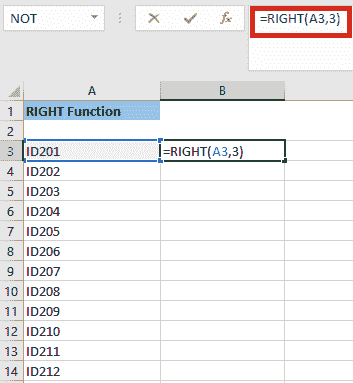 NOT =RIGHT(A3,3)
A B
1 RIGHT Function
2
3 ID201 =RIGHT(A3,3)
4 ID202
5 ID203
6 ID204
7 ID205
8 ID206
9 ID207
10 ID208
11 ID209
12 ID210
13 ID211
14 ID212